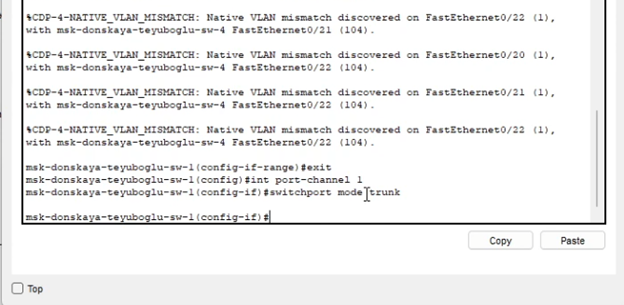 %CDP-4-NATIVE_VLAN_MISMATCH: Native VLAN mismatch discovered on FastEthernet0/22 (1),
with msk-donskaya-teyuboglu-sw-4 FastEthernet0/21 (104).
%CDP-4-NATIVE_VLAN_MISMATCH: Native VLAN mismatch discovered on FastEthernet0/20 (1),
with msk-donskaya-teyuboglu-sw-4 FastEthernet0/22 (104).
%CDP-4-NATIVE_VLAN_MISMATCH: Native VLAN mismatch discovered on FastEthernet0/21 (1),
with msk-donskaya-teyuboglu-sw-4 FastEthernet0/22 (104).
%CDP-4-NATIVE_VLAN_MISMATCH: Native VLAN mismatch discovered on FastEthernet0/22 (1),
with msk-donskaya-teyuboglu-sw-4 FastEthernet0/22 (104).
msk-donskaya-teyuboglu-sw-1(config-if-range)#exit
msk-donskaya-teyuboglu-sw-1(config)#int port-channel 1
msk-donskaya-teyuboglu-sw-1(config-if)#switchport mode trunk
msk-donskaya-teyuboglu-sw-1(config-if)#
Copy Paste
Top